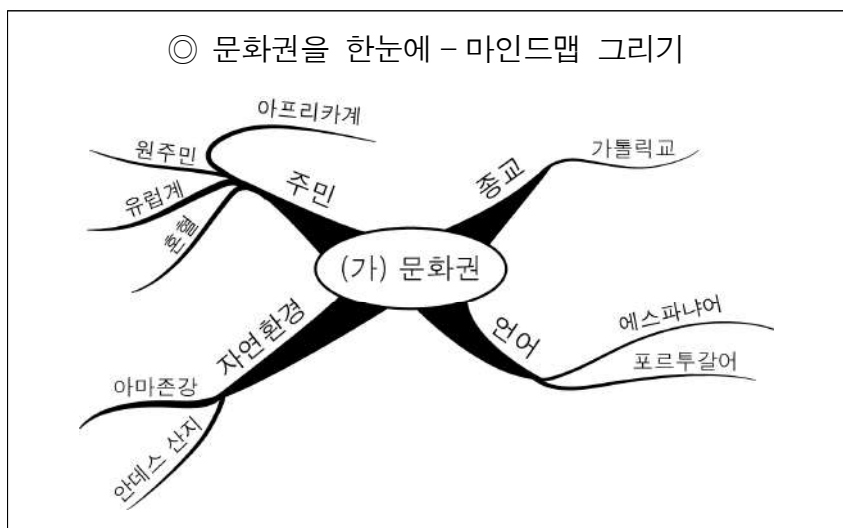 ◎ 문화권을 한눈에 – 마인드맵 그리기
아프리카계
원주민
유럽계
혼혈
주민
종교
가톨릭교
(가) 문화권
자연환경
아마존강
안데스 산지
언어
에스파냐어
포르투갈어